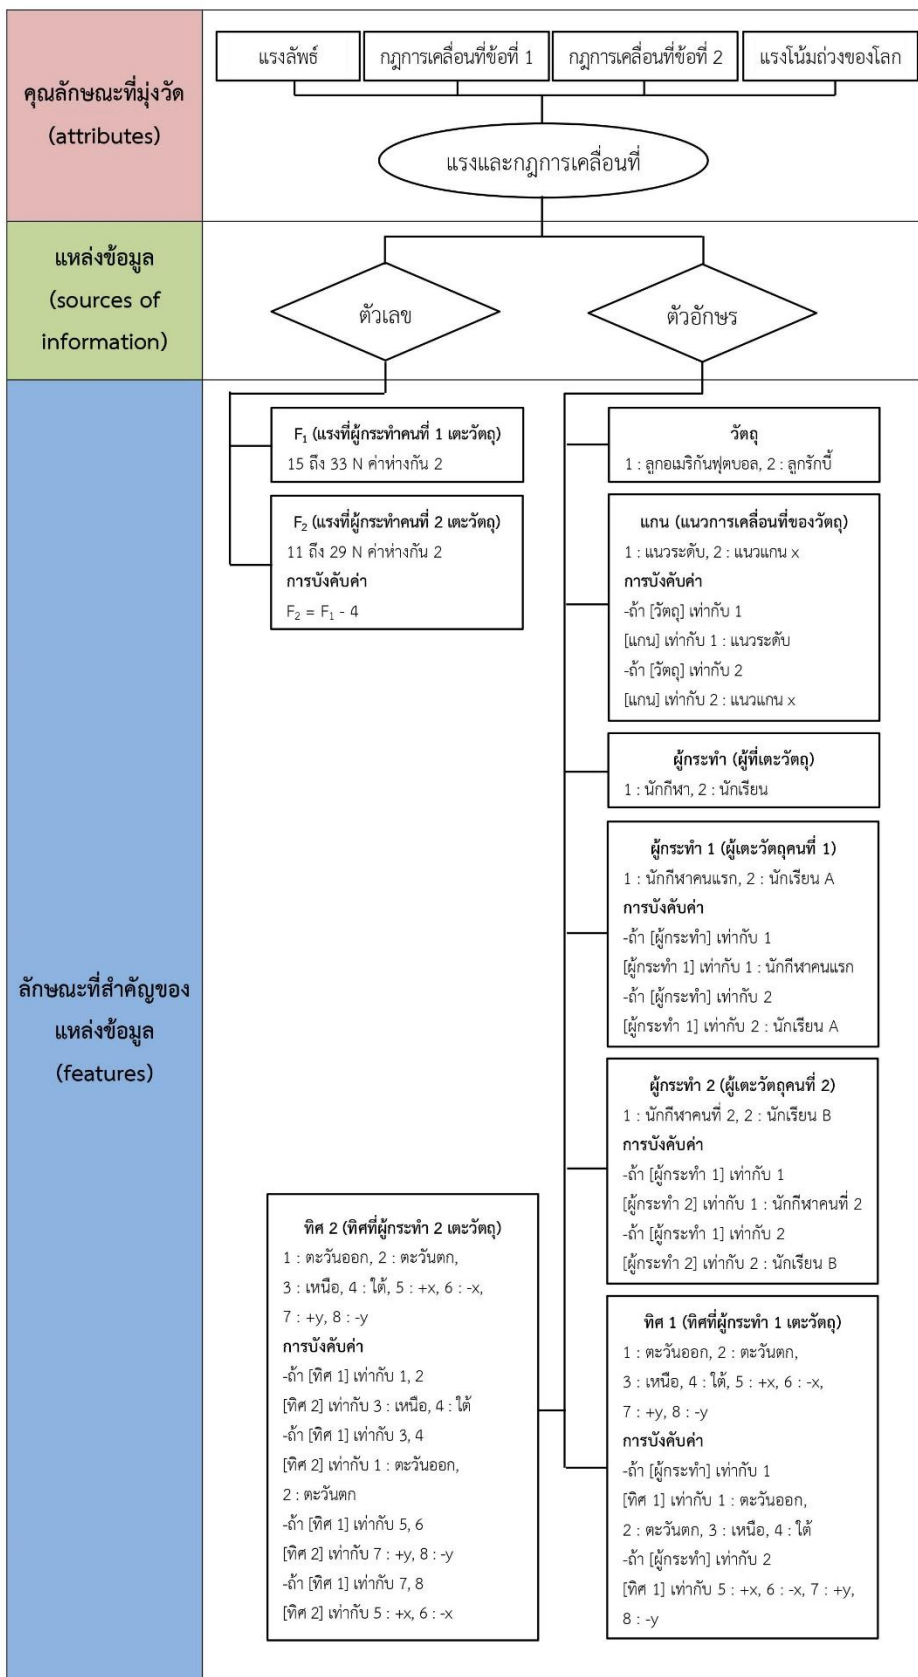 คุณลักษณะที่มุ่งวัด
(attributes)
แรงลัพธ์
กฎการเคลื่อนที่ข้อที่ 1
กฎการเคลื่อนที่ข้อที่ 2
แรงโน้มถ่วงของโลก
แรงและกฎการเคลื่อนที่
แหล่งข้อมูล
(sources of
information)
ตัวเลข
ตัวอักษร
ลักษณะที่สำคัญของ
แหล่งข้อมูล
(features)
F₁ (แรงที่ผู้กระทำคนที่ 1 เตะวัตถุ)
15 ถึง 33 N ค่าห่างกัน 2
F₂ (แรงที่ผู้กระทำคนที่ 2 เตะวัตถุ)
11 ถึง 29 N ค่าห่างกัน 2
การบังคับค่า
F₂ = F₁ - 4
วัตถุ
1 : ลูกอเมริกันฟุตบอล, 2 : ลูกรักบี้
แกน (แนวการเคลื่อนที่ของวัตถุ)
1 : แนวระดับ, 2 : แนวแกน x
การบังคับค่า
-ถ้า [วัตถุ] เท่ากับ 1
[แกน] เท่ากับ 1 : แนวระดับ
-ถ้า [วัตถุ] เท่ากับ 2
[แกน] เท่ากับ 2 : แนวแกน x
ผู้กระทำ (ผู้ที่เตะวัตถุ)
1 : นักกีฬา, 2 : นักเรียน
ผู้กระทำ 1 (ผู้เตะวัตถุคนที่ 1)
1 : นักกีฬาคนแรก, 2 : นักเรียน A
การบังคับค่า
-ถ้า [ผู้กระทำ] เท่ากับ 1
[ผู้กระทำ 1] เท่ากับ 1 : นักกีฬาคนแรก
-ถ้า [ผู้กระทำ] เท่ากับ 2
[ผู้กระทำ 1] เท่ากับ 2 : นักเรียน A
ผู้กระทำ 2 (ผู้เตะวัตถุคนที่ 2)
1 : นักกีฬาคนที่ 2, 2 : นักเรียน B
การบังคับค่า
-ถ้า [ผู้กระทำ 1] เท่ากับ 1
[ผู้กระทำ 2] เท่ากับ 1 : นักกีฬาคนที่ 2
-ถ้า [ผู้กระทำ 1] เท่ากับ 2
[ผู้กระทำ 2] เท่ากับ 2 : นักเรียน B
ทิศ 2 (ทิศที่ผู้กระทำ 2 เตะวัตถุ)
1 : ตะวันออก, 2 : ตะวันตก,
3 : เหนือ, 4 : ใต้, 5 : +x, 6 : -x,
7 : +y, 8 : -y
การบังคับค่า
-ถ้า [ทิศ 1] เท่ากับ 1, 2
[ทิศ 2] เท่ากับ 3 : เหนือ, 4 : ใต้
-ถ้า [ทิศ 1] เท่ากับ 3, 4
[ทิศ 2] เท่ากับ 1 : ตะวันออก,
2 : ตะวันตก
-ถ้า [ทิศ 1] เท่ากับ 5, 6
[ทิศ 2] เท่ากับ 7 : +y, 8 : -y
-ถ้า [ทิศ 1] เท่ากับ 7, 8
[ทิศ 2] เท่ากับ 5 : +x, 6 : -x
ทิศ 1 (ทิศที่ผู้กระทำ 1 เตะวัตถุ)
1 : ตะวันออก, 2 : ตะวันตก,
3 : เหนือ, 4 : ใต้, 5 : +x, 6 : -x,
7 : +y, 8 : -y
การบังคับค่า
-ถ้า [ผู้กระทำ] เท่ากับ 1
[ทิศ 1] เท่ากับ 1 : ตะวันออก,
2 : ตะวันตก, 3 : เหนือ, 4 : ใต้
-ถ้า [ผู้กระทำ] เท่ากับ 2
[ทิศ 1] เท่ากับ 5 : +x, 6 : -x, 7 : +y,
8 : -y